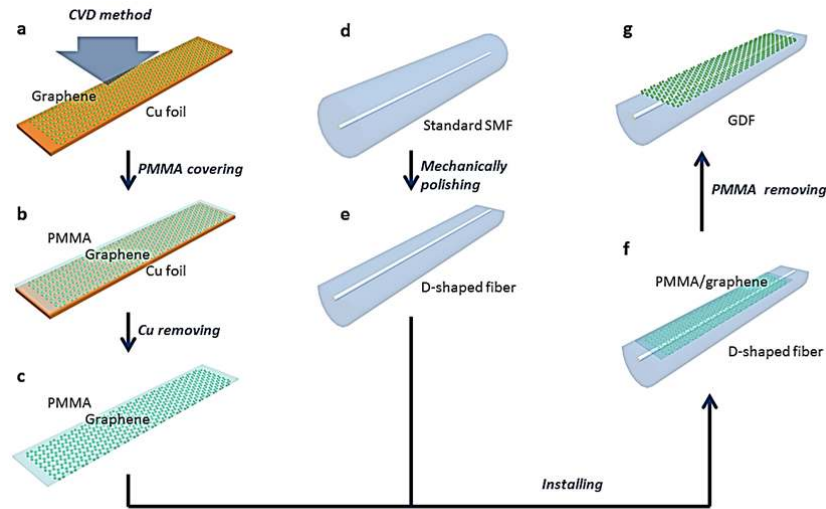 a
CVD method
Graphene
Cu foil
PMMA covering
b
PMMA
Graphene
Cu foil
Cu removing
c
PMMA
Graphene
d
Standard SMF
Mechanically
polishing
e
D-shaped fiber
Installing
f
PMMA/graphene
D-shaped fiber
PMMA removing
g
GDF